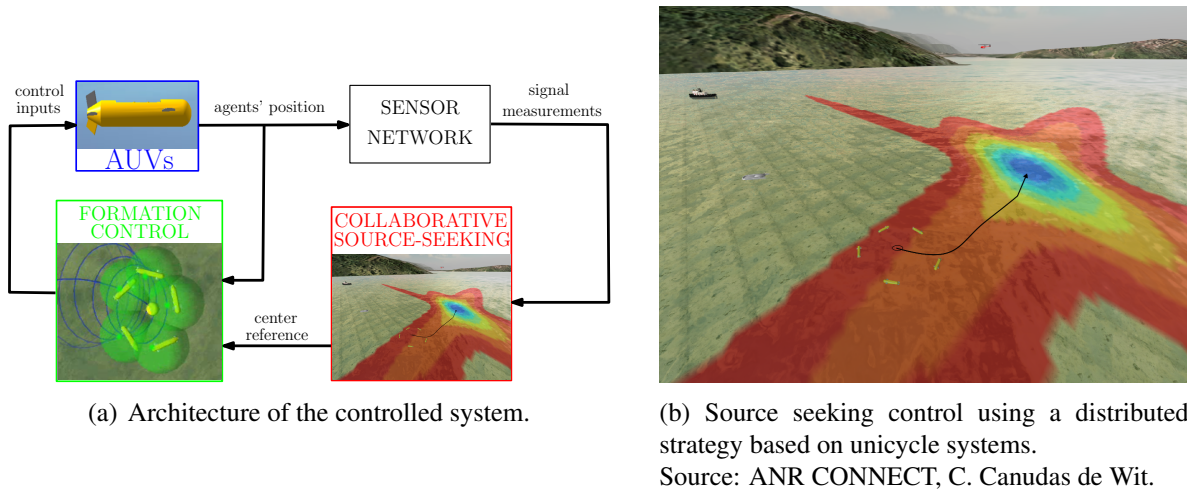 control
inputs
agents' position
SENSOR
NETWORK
signal
measurements
AUVs
FORMATION
CONTROL
COLLABORATIVE
SOURCE-SEEKING
center
reference
(a) Architecture of the controlled system.
(b) Source seeking control using a distributed
strategy based on unicycle systems.
Source: ANR CONNECT, C. Canudas de Wit.